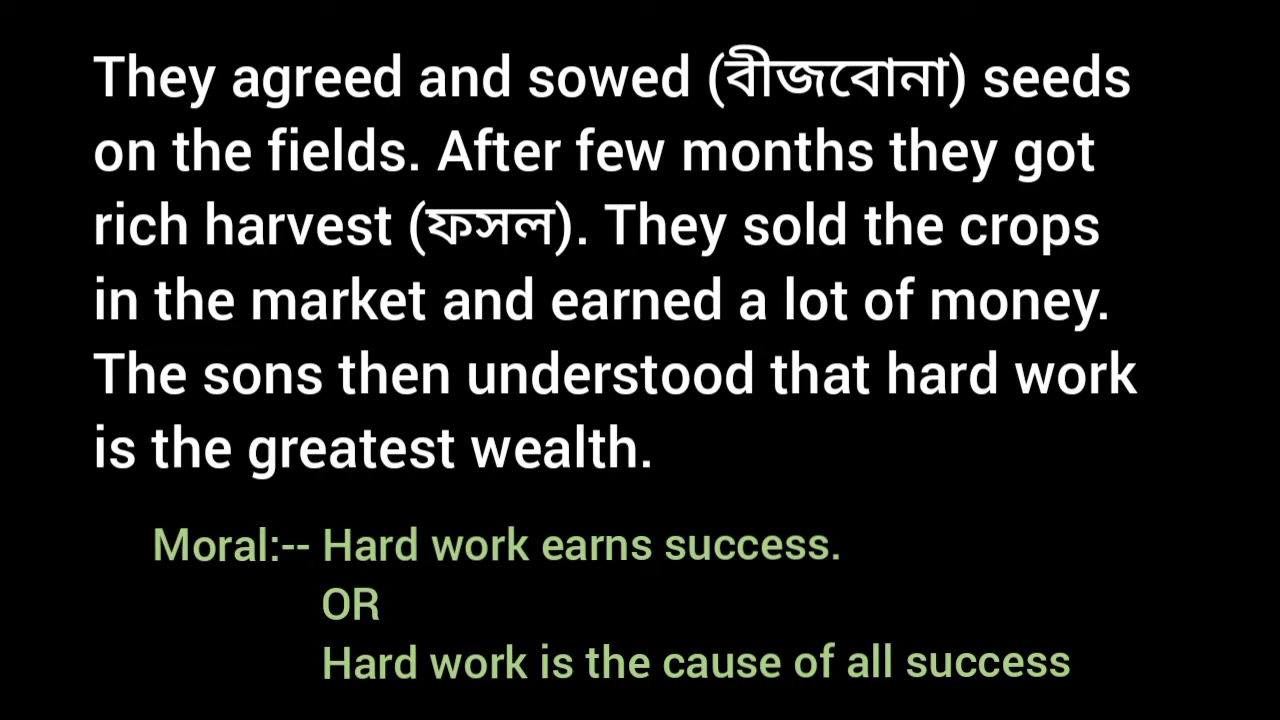 They agreed and sowed (বীজবোনা) seeds
on the fields. After few months they got
rich harvest (ফসল). They sold the crops
in the market and earned a lot of money.
The sons then understood that hard work
is the greatest wealth.
Moral:-- Hard work earns success.
OR
Hard work is the cause of all success